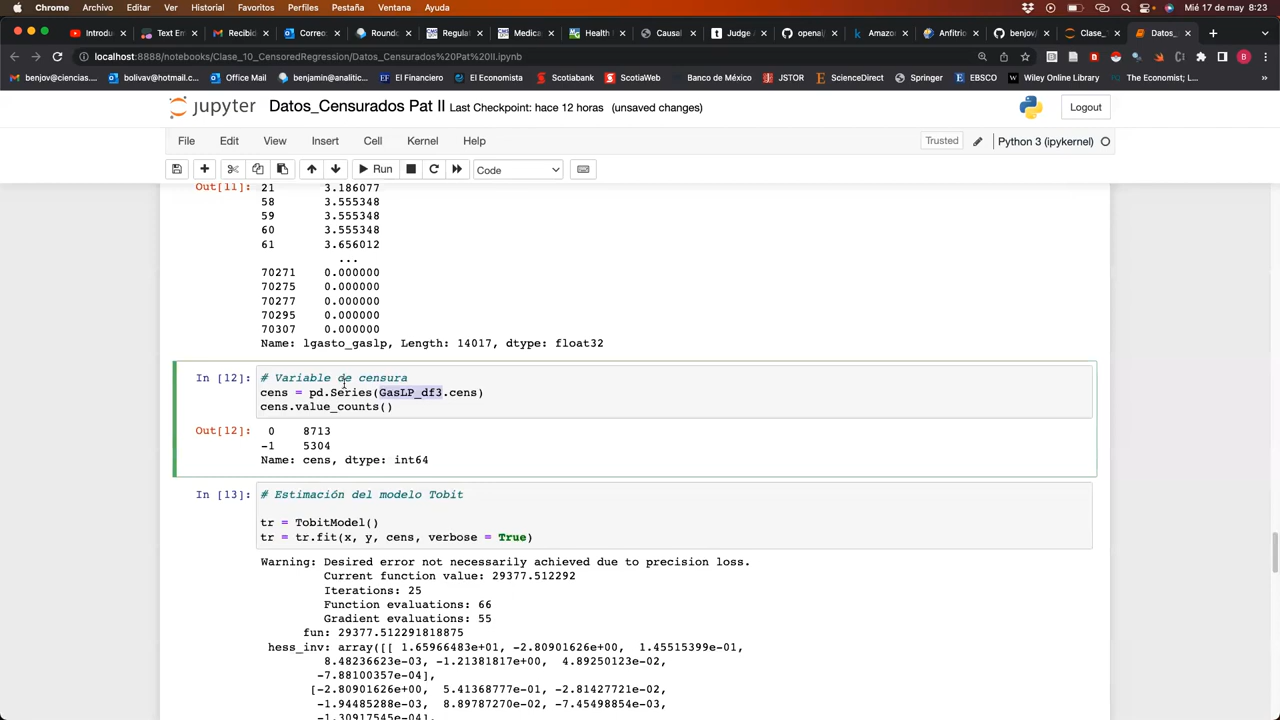 Chrome Archivo Editar Ver Historial Favoritos Perfiles Pestaña Ventana Ayuda Mié 17 de may 8:23
Introdu Text Em Recibid Correo: Roundo Regulat Medica Health I Causal Judge openai Amazo Anfitrio benjov/ Clase_ Datos_
localhost:8888/notebooks/Clase_10_CensoredRegression/Datos_Censurados%20Pat%20II.ipynb
benjov@ciencias.... bolivav@hotmail.c... Office Mail benjamin@analitic... El Financiero El Economista Scotiabank ScotiaWeb Banco de México JSTOR ScienceDirect Springer EBSCO Wiley Online Library The Economist; L...
jupyter Datos_Censurados Pat II Last Checkpoint: hace 12 horas (unsaved changes) Logout
File Edit View Insert Cell Kernel Help Trusted Python 3 (ipykernel)
Run Code
Out[11] 21 3.186077
58 3.555348
59 3.555348
60 3.555348
61 3.656012
...
70271 0.000000
70275 0.000000
70277 0.000000
70295 0.000000
70307 0.000000
Name: lgasto_gaslp, Length: 14017, dtype: float32
In [12]: # Variable de censura
cens = pd.Series(GasLP_df3.cens)
cens.value_counts()
Out[12]: 0 8713
-1 5304
Name: cens, dtype: int64
In [13]: # Estimación del modelo Tobit
tr = TobitModel()
tr = tr.fit(x, y, cens, verbose = True)
Warning: Desired error not necessarily achieved due to precision loss.
Current function value: 29377.512292
Iterations: 25
Function evaluations: 66
Gradient evaluations: 55
fun: 29377.512291818875
hess_inv: array([[ 1.65966483e+01, -2.80901626e+00, 1.45515399e-01,
8.48236623e-03, -1.21381817e+00, 4.89250123e-02,
-7.88100357e-04],
[-2.80901626e+00, 5.41368777e-01, -2.81427721e-02,
-1.94485288e-03, 8.89787270e-02, -7.45498854e-03,
-1.30917545e-04],